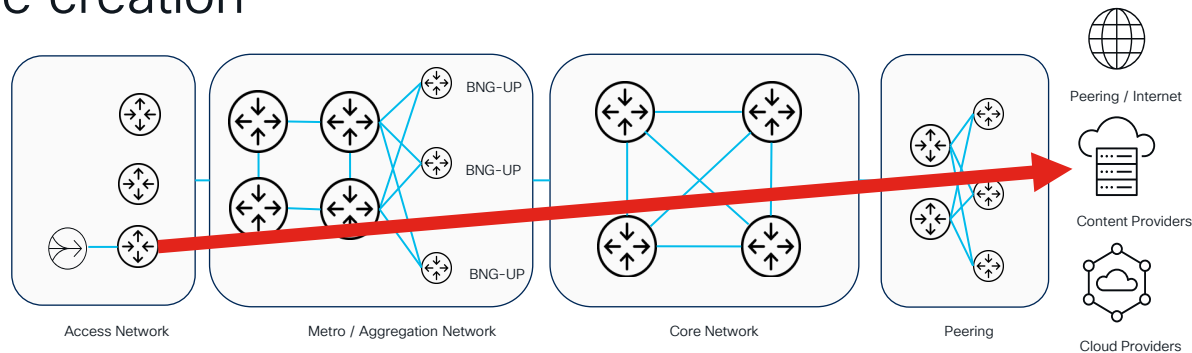 e creation
BNG-UP
BNG-UP
BNG-UP
Peering / Internet
Content Providers
Cloud Providers
Access Network
Metro / Aggregation Network
Core Network
Peering